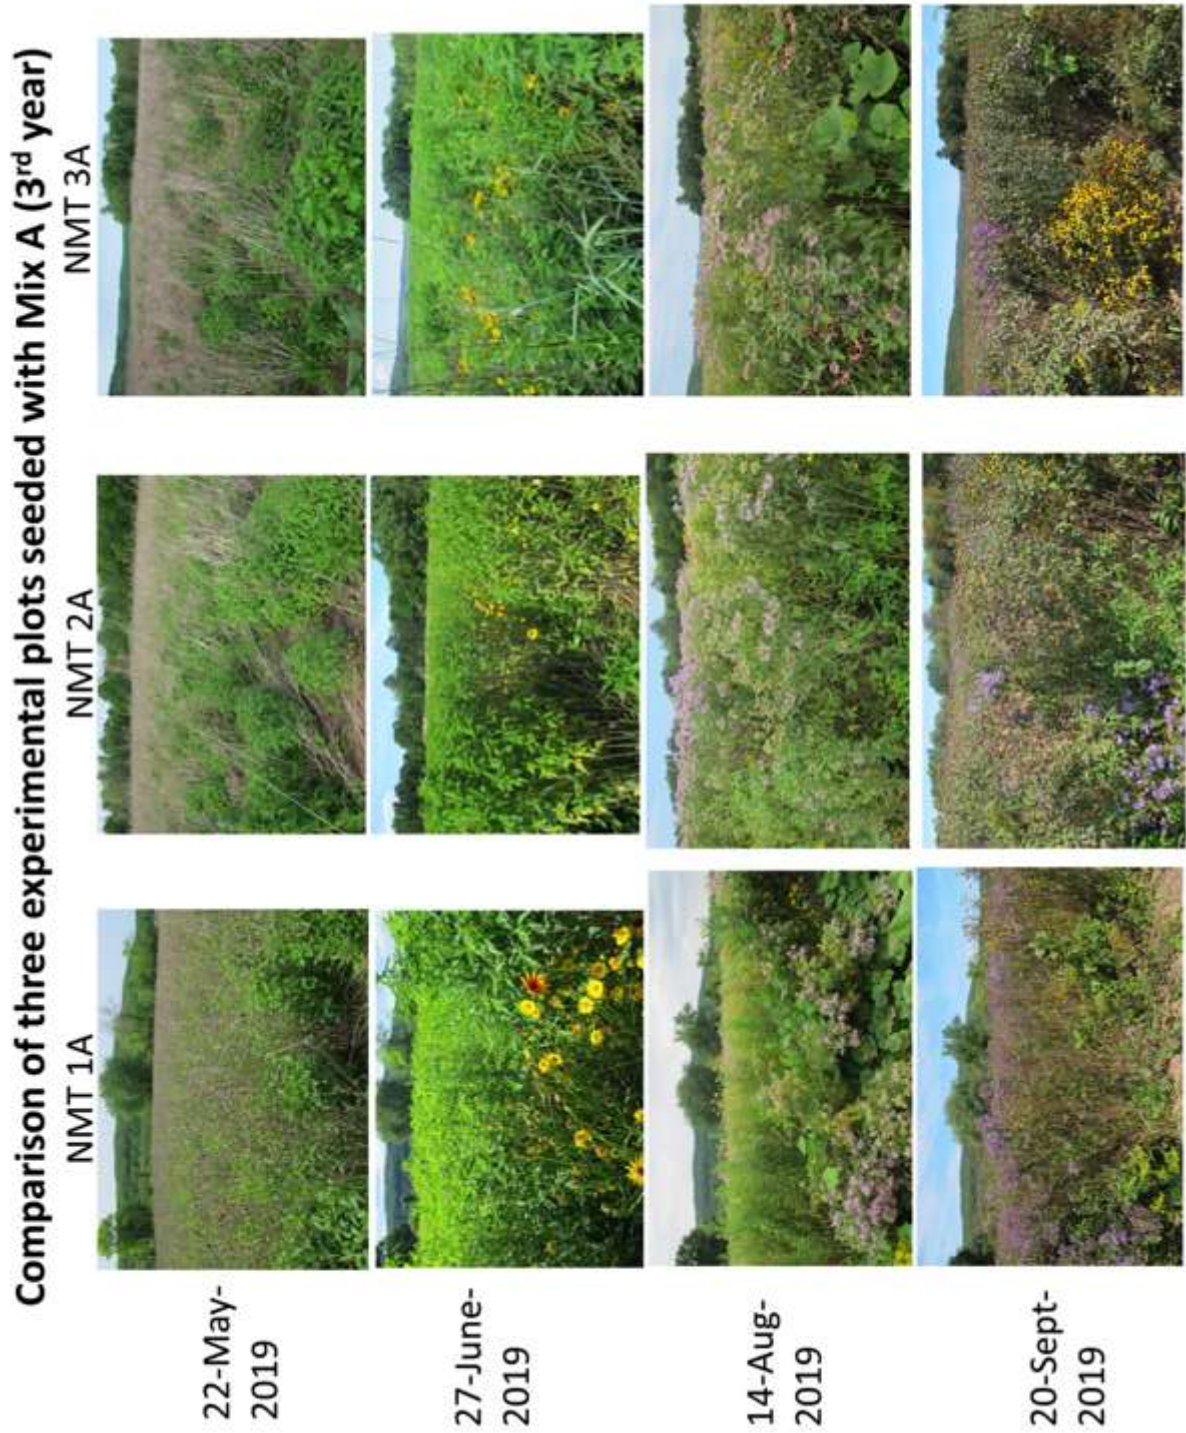 Comparison of three experimental plots seeded with Mix A (3rd year)
NMT 1A
NMT 2A
NMT 3A
22-May-
2019
27-June-
2019
14-Aug-
2019
20-Sept-
2019